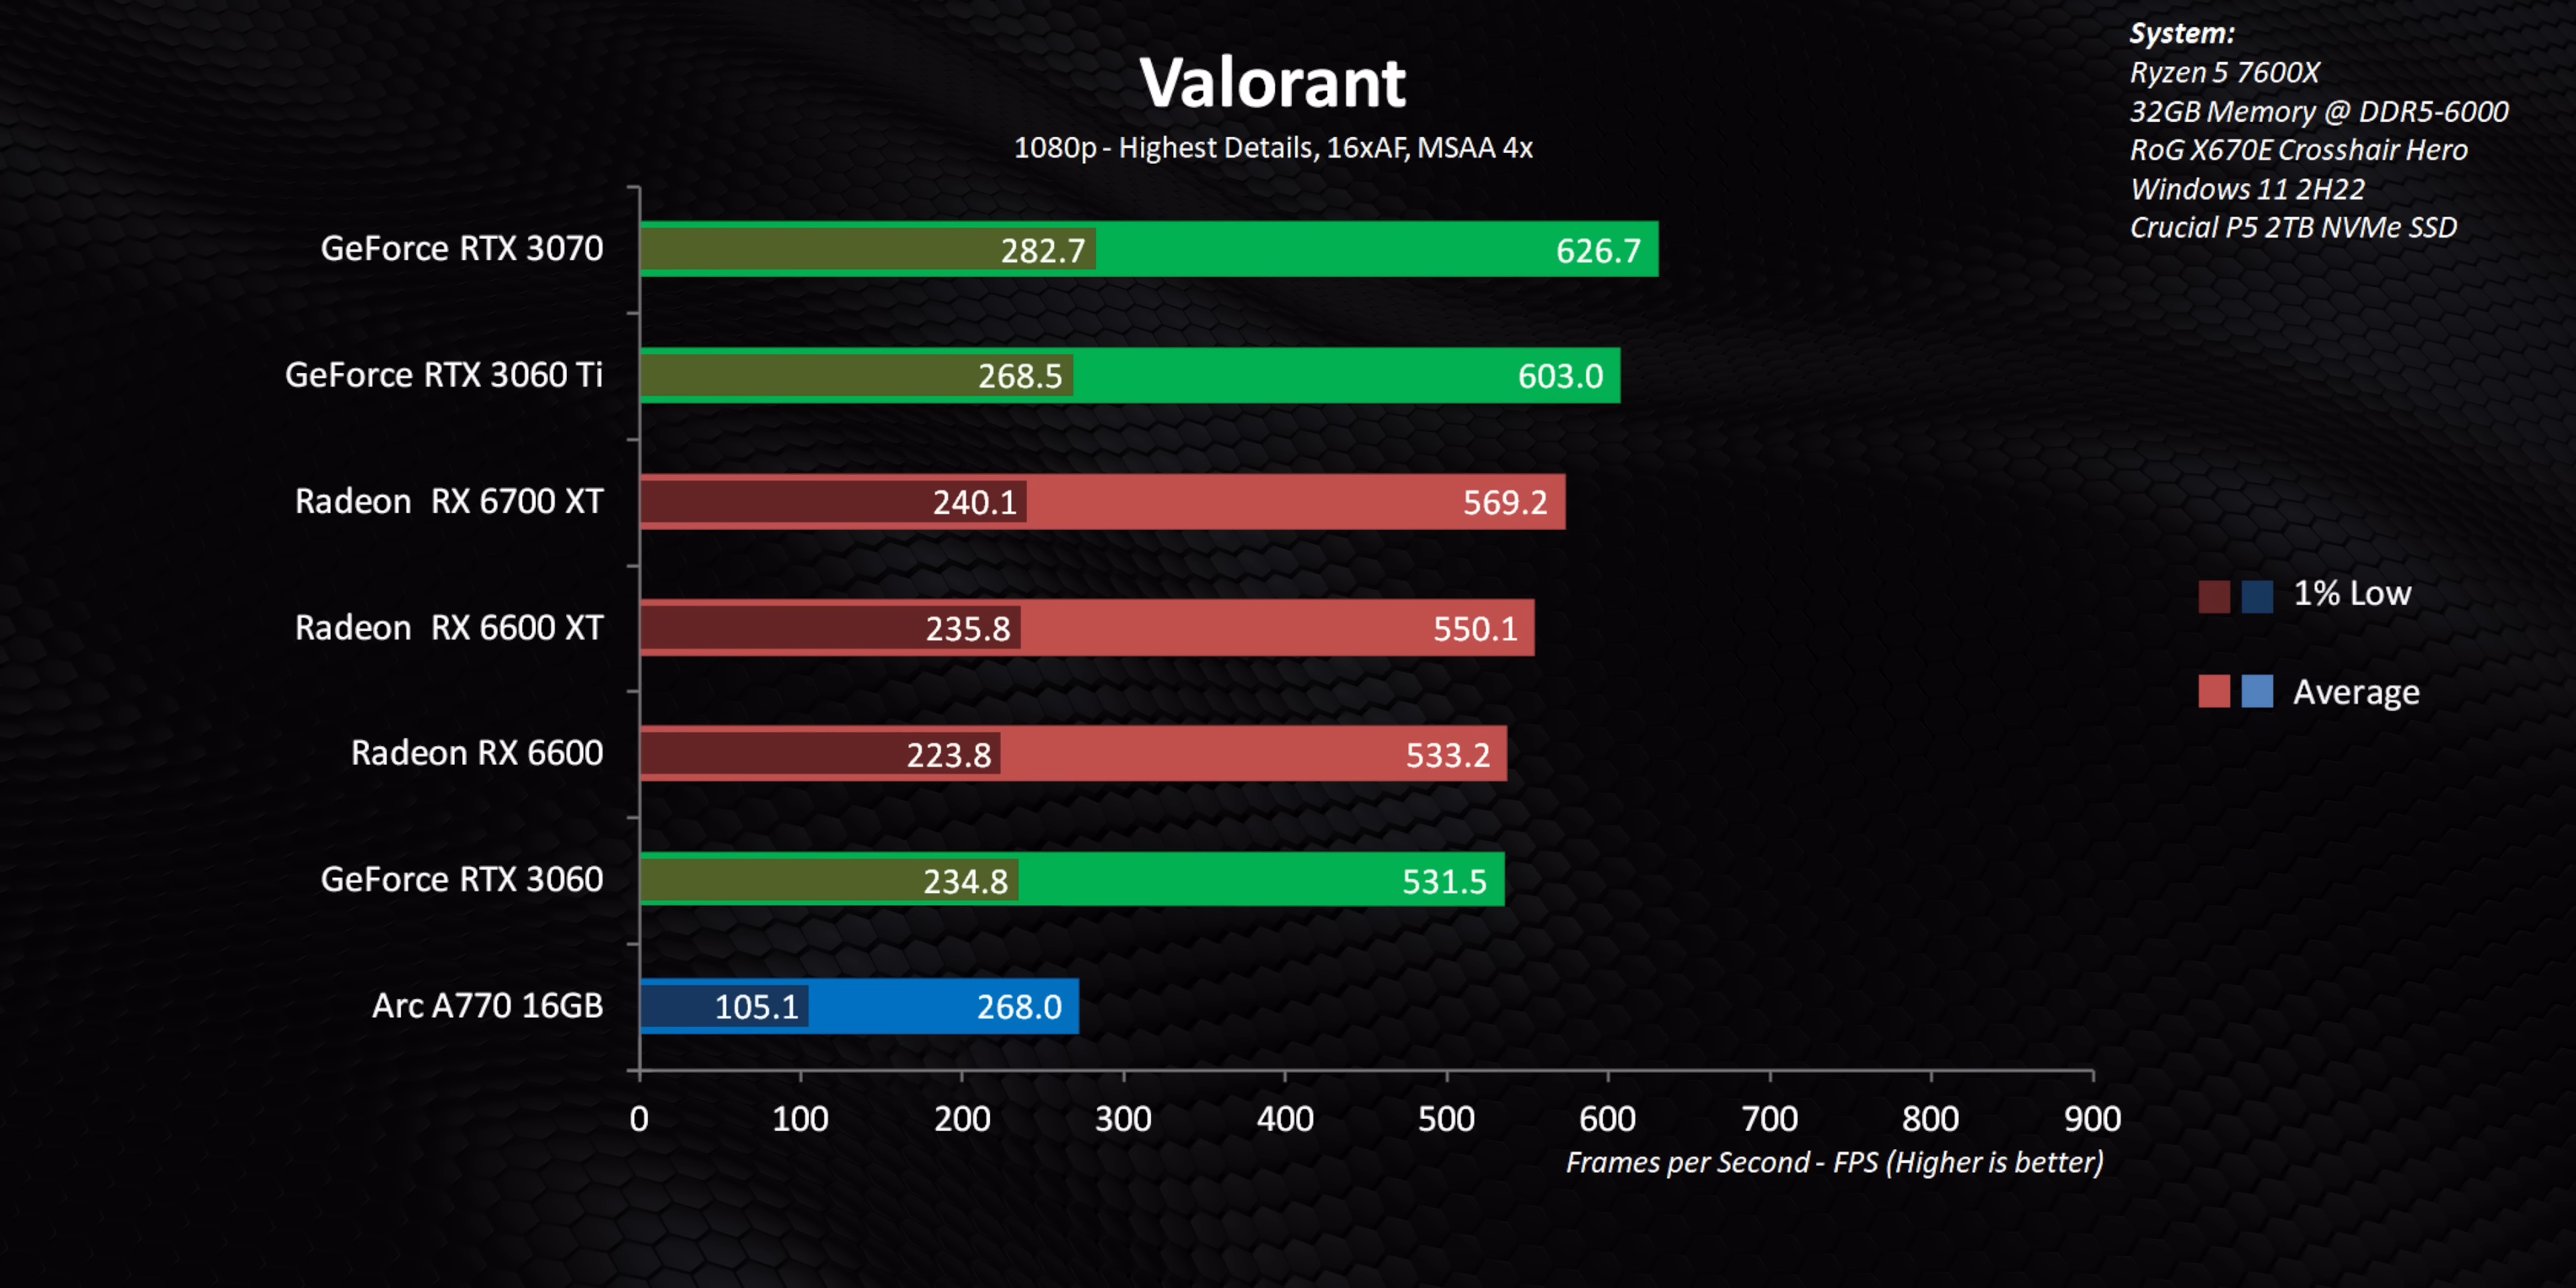 Valorant
1080p - Highest Details, 16xAF, MSAA 4x
System:
Ryzen 5 7600X
32GB Memory @ DDR5-6000
RoG X670E Crosshair Hero
Windows 11 2H22
Crucial P5 2TB NVMe SSD
GeForce RTX 3070 282.7 626.7
GeForce RTX 3060 Ti 268.5 603.0
Radeon RX 6700 XT 240.1 569.2
Radeon RX 6600 XT 235.8 550.1
Radeon RX 6600 223.8 533.2
GeForce RTX 3060 234.8 531.5
Arc A770 16GB 105.1 268.0
1% Low
Average
0 100 200 300 400 500 600 700 800 900
Frames per Second - FPS (Higher is better)